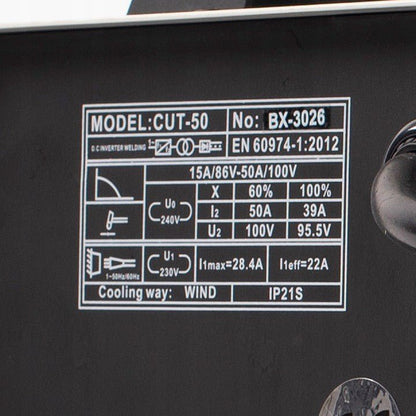 MODEL:CUT-50 No: BX-3026
D.C INVERTER WELDING EN 60974-1:2012
15A/86V-50A/100V
X 60% 100%
U₀ 240V I₂ 50A 39A
U₂ 100V 95.5V
1~50Hz/60Hz U₁ 230V I₁max=28.4A I₁eff=22A
Cooling way: WIND IP21S